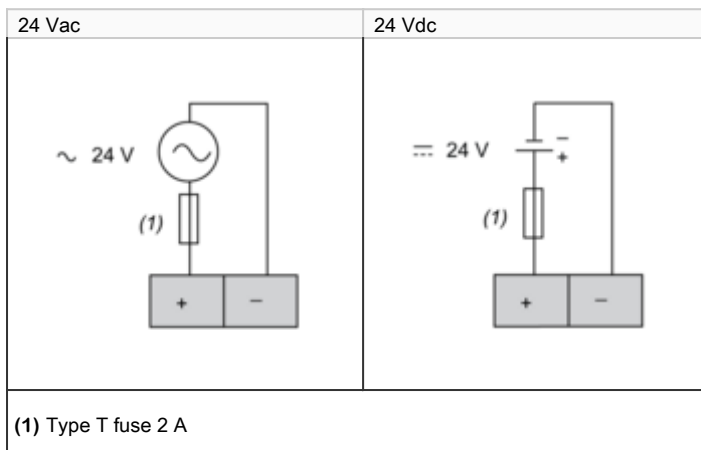 24 Vac
24 Vdc
~ 24 V
(1)
+ −
⎓ 24 V
−
+
(1)
+ −
(1) Type T fuse 2 A